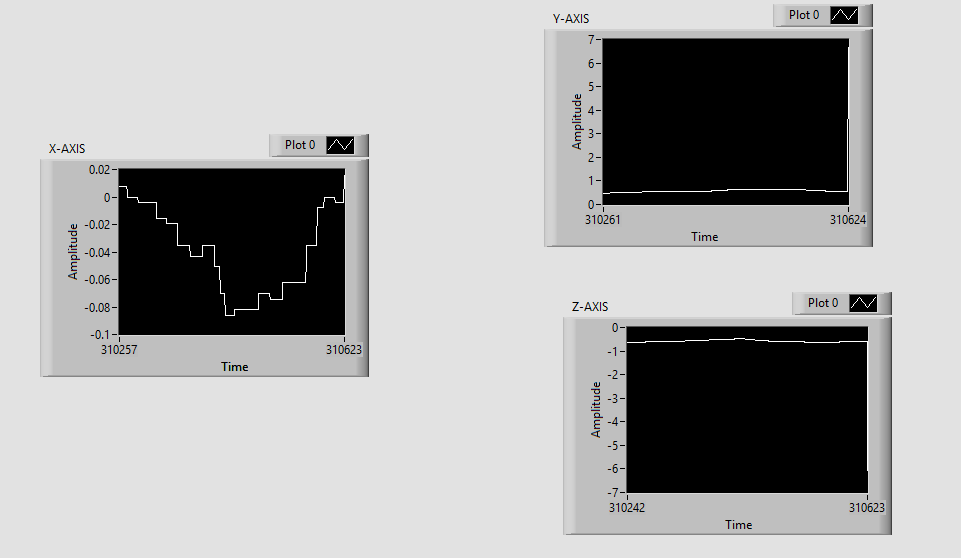 X-AXIS
Plot 0
Amplitude
0.02
0
-0.02
-0.04
-0.06
-0.08
-0.1
310257
310623
Time
Y-AXIS
Plot 0
Amplitude
7
6
5
4
3
2
1
0
310261
310624
Time
Z-AXIS
Plot 0
Amplitude
0
-1
-2
-3
-4
-5
-6
-7
310242
310623
Time